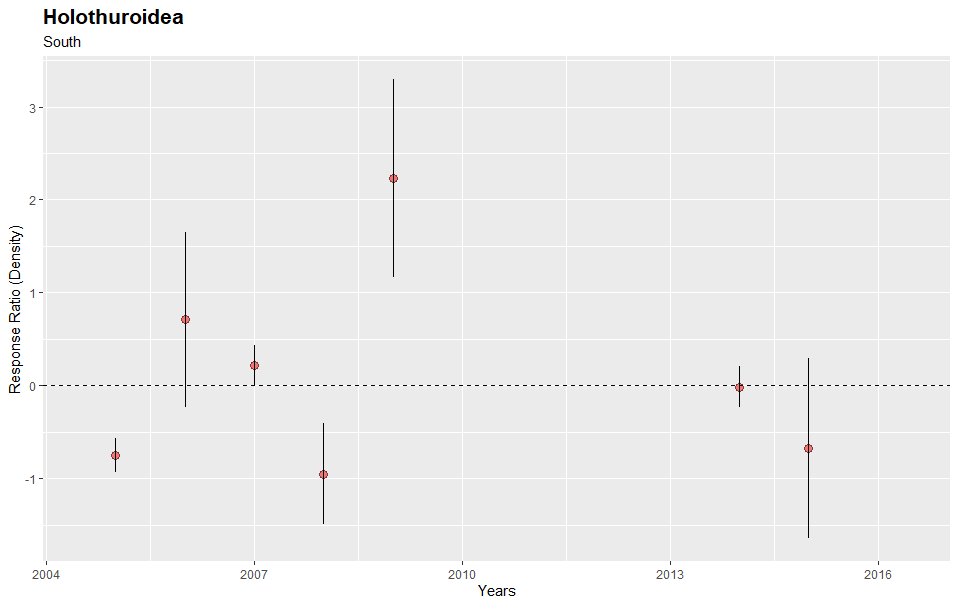 Holothuroidea
South
Response Ratio (Density)
3
2
1
0
-1
2004 2007 2010 2013 2016
Years